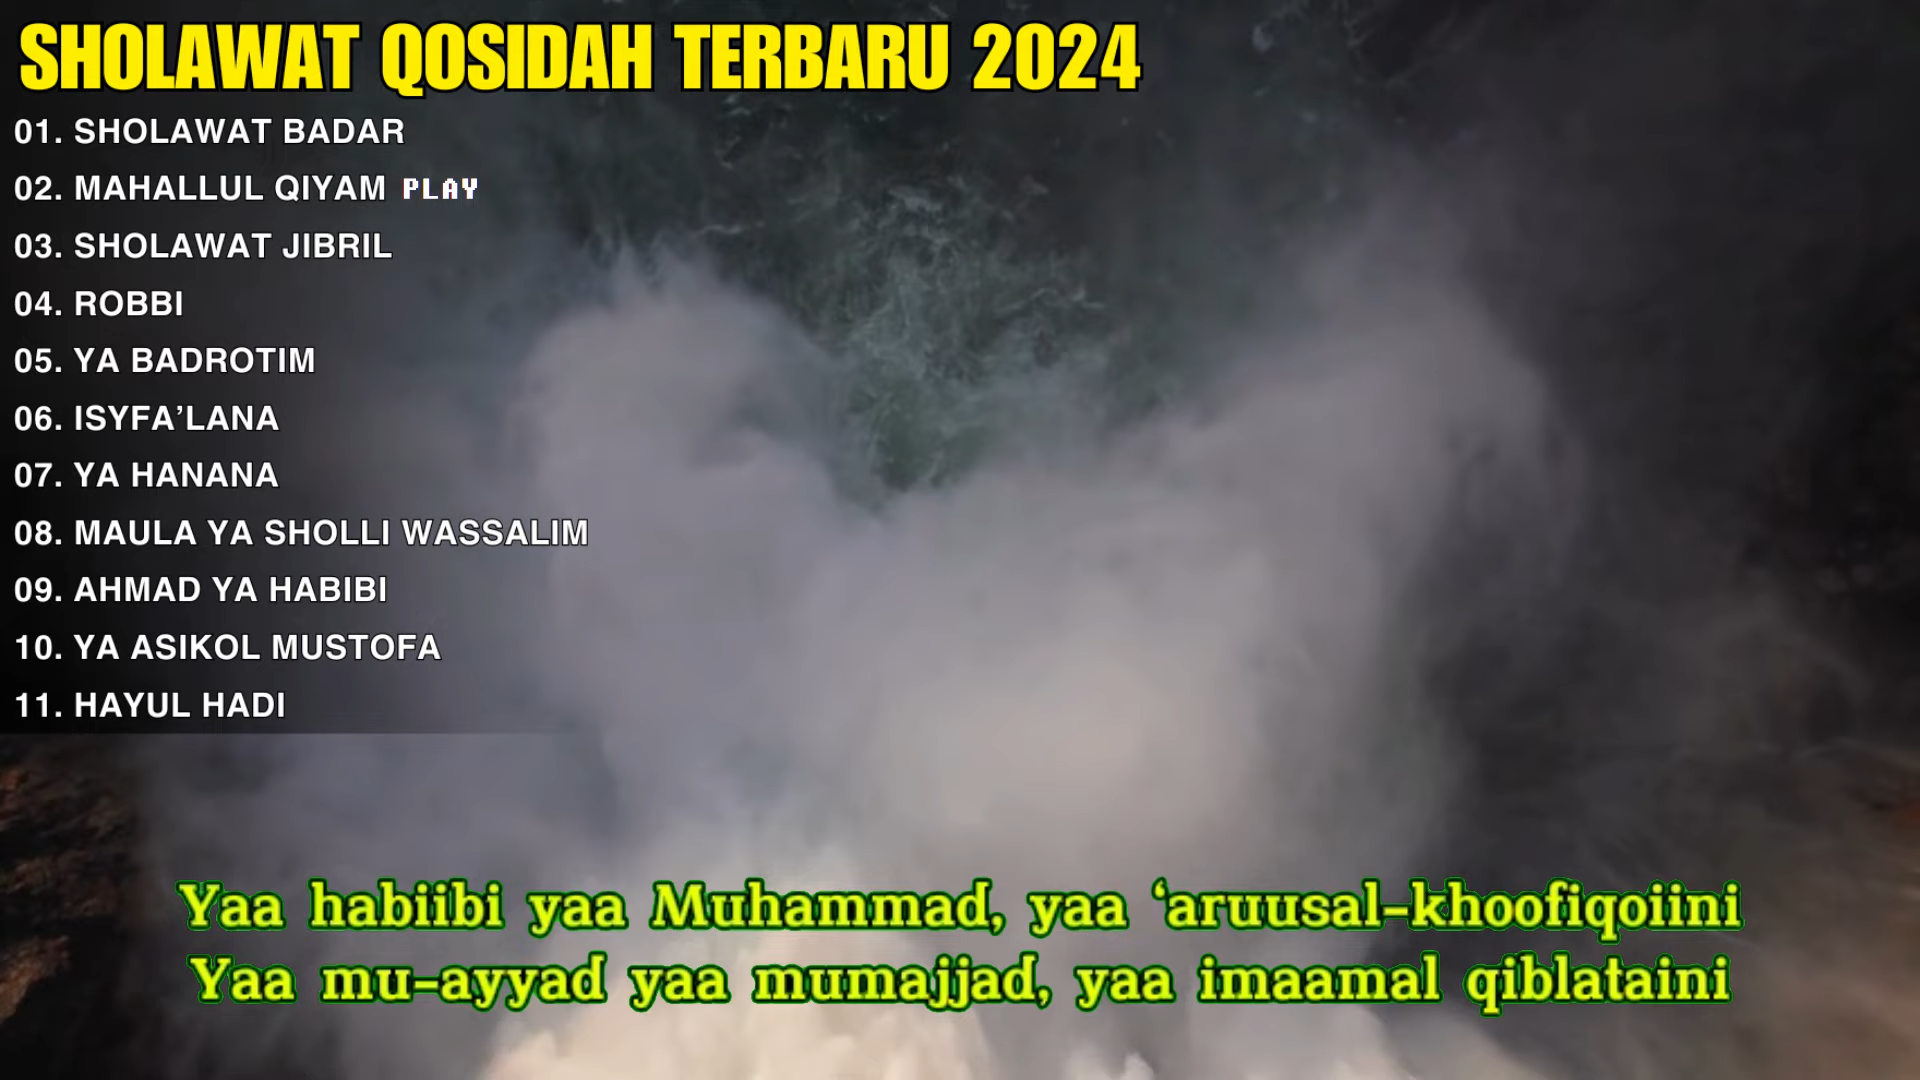 SHOLAWAT QOSIDAH TERBARU 2024
01. SHOLAWAT BADAR
02. MAHALLUL QIYAM PLAY
03. SHOLAWAT JIBRIL
04. ROBBI
05. YA BADROTIM
06. ISYFA’LANA
07. YA HANANA
08. MAULA YA SHOLLI WASSALIM
09. AHMAD YA HABIBI
10. YA ASIKOL MUSTOFA
11. HAYUL HADI
Yaa habiibi yaa Muhammad, yaa ‘aruusal-khoofiqoiini
Yaa mu-ayyad yaa mumajjad, yaa imaamal qiblataini